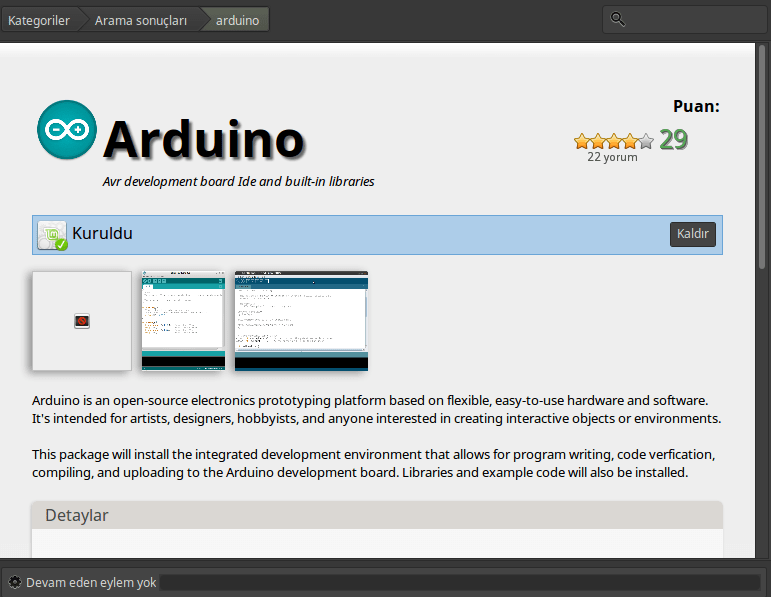 Kategoriler
Arama sonuçları
arduino
Puan:
Arduino
29
22 yorum
Avr development board Ide and built-in libraries
Kuruldu
Kaldır
Arduino is an open-source electronics prototyping platform based on flexible, easy-to-use hardware and software.
It's intended for artists, designers, hobbyists, and anyone interested in creating interactive objects or environments.
This package will install the integrated development environment that allows for program writing, code verfication,
compiling, and uploading to the Arduino development board. Libraries and example code will also be installed.
Detaylar
Devam eden eylem yok